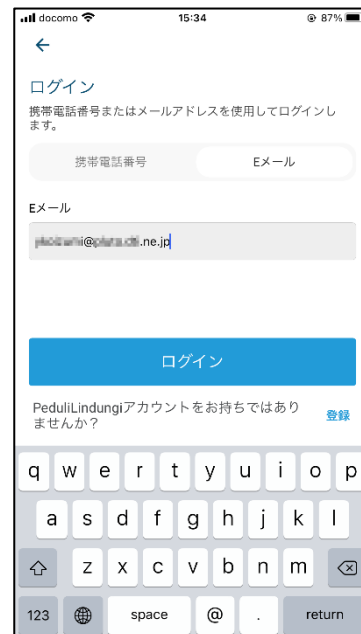 docomo 15:34 87%
ログイン
携帯電話番号またはメールアドレスを使用してログインし
ます。
携帯電話番号 Eメール
Eメール
.ne.jp
ログイン
PeduliLindungiアカウントをお持ちではあり
ませんか？
登録
q w e r t y u i o p
a s d f g h j k l
z x c v b n m
123 space @ . return